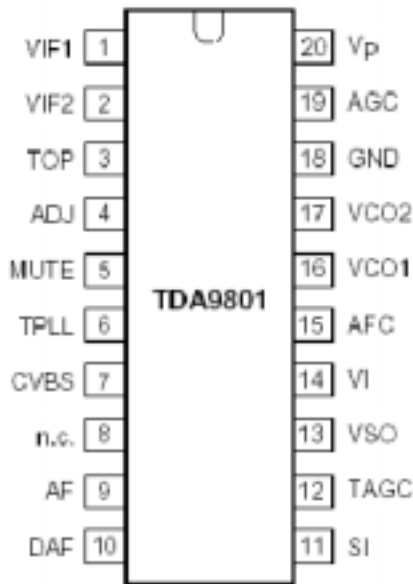 VIF1 1 20 Vp
VIF2 2 19 AGC
TOP 3 18 GND
ADJ 4 17 VCO2
MUTE 5 16 VCO1
TDA9801
TPLL 6 15 AFC
CVBS 7 14 VI
n.c. 8 13 VSO
AF 9 12 TAGC
DAF 10 11 SI